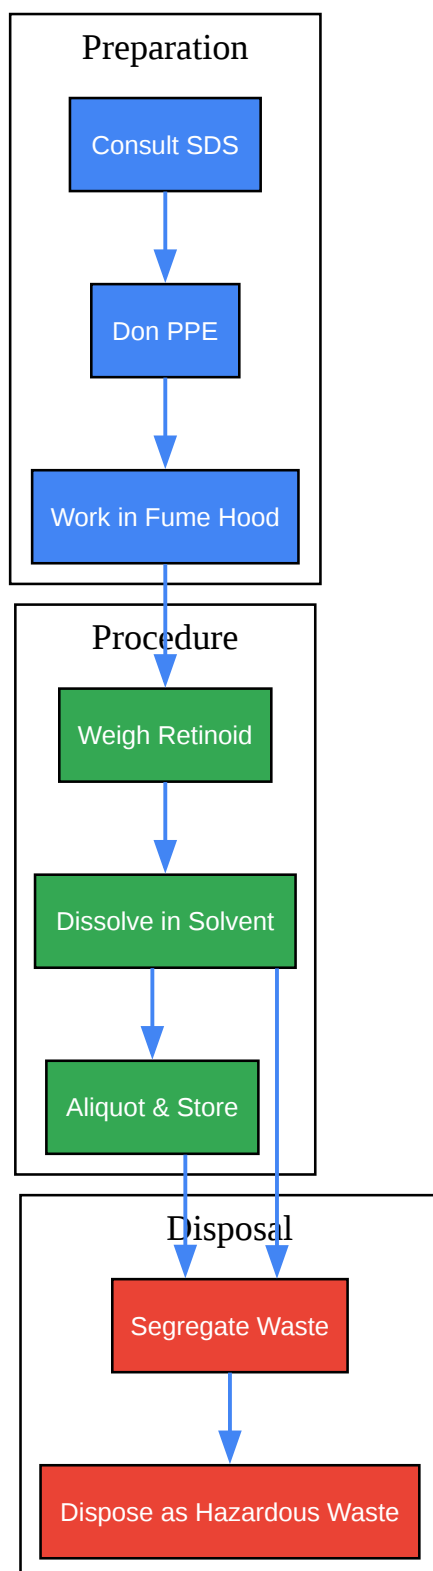 Preparation
Consult SDS
Don PPE
Work in Fume Hood
Procedure
Weigh Retinoid
Dissolve in Solvent
Aliquot & Store
Disposal
Segregate Waste
Dispose as Hazardous Waste